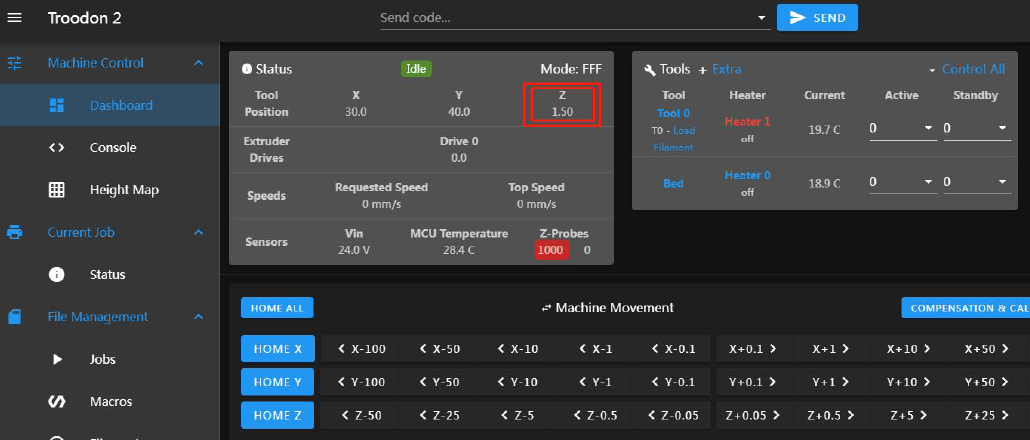 Troodon 2
Send code...
SEND
Machine Control
Dashboard
Console
Height Map
Current Job
Status
File Management
Jobs
Macros
Status Idle Mode: FFF
Tool Position X Y Z
30.0 40.0 1.50
Extruder Drives Drive 0
0.0
Speeds Requested Speed Top Speed
0 mm/s 0 mm/s
Sensors Vin MCU Temperature Z-Probes
24.0 V 28.4 C 1000 0
Tools + Extra Control All
Tool Heater Current Active Standby
Tool 0 Heater 1 19.7 C 0 0
T0 - Load Filament off
Bed Heater 0 18.9 C 0 0
off
HOME ALL Machine Movement COMPENSATION & CAL
HOME X X-100 X-50 X-10 X-1 X-0.1 X+0.1 X+1 X+10 X+50
HOME Y Y-100 Y-50 Y-10 Y-1 Y-0.1 Y+0.1 Y+1 Y+10 Y+50
HOME Z Z-50 Z-25 Z-5 Z-0.5 Z-0.05 Z+0.05 Z+0.5 Z+5 Z+25